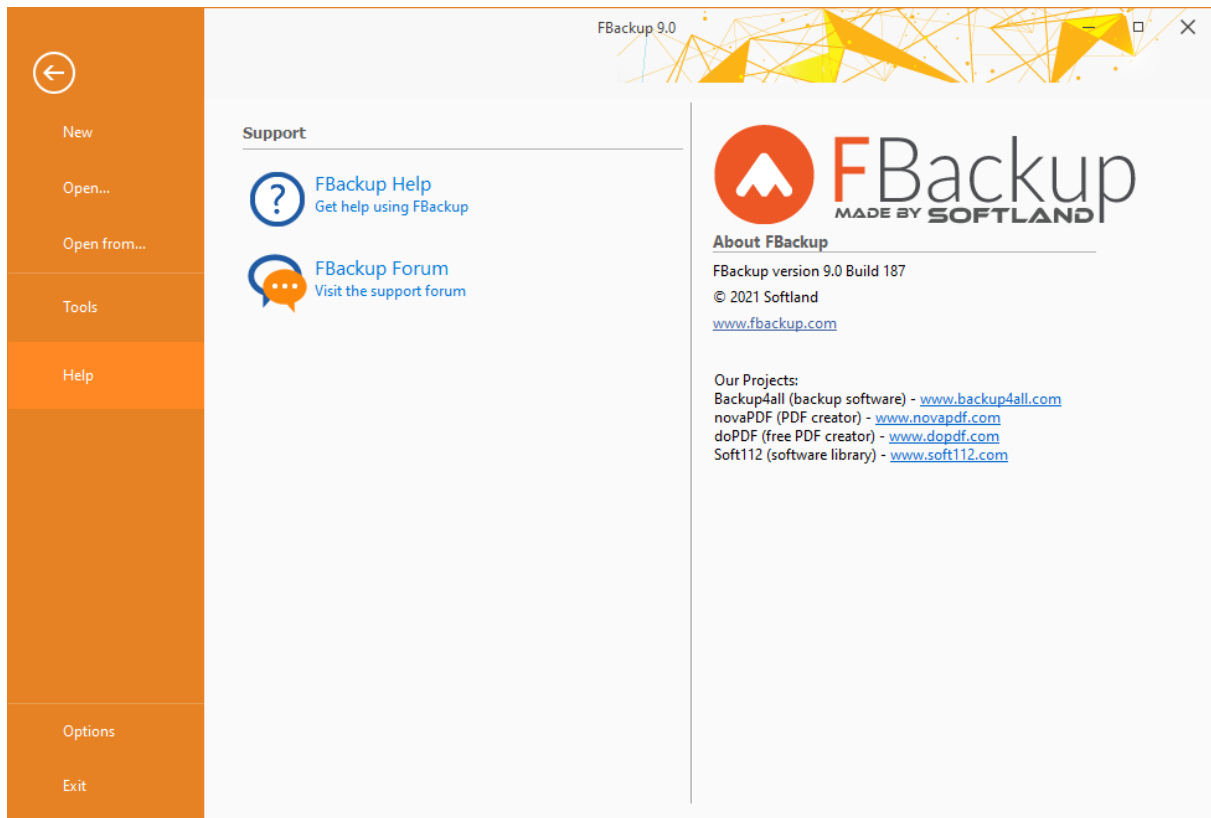 FBackup 9.0
New
Open...
Open from...
Tools
Help
Options
Exit
Support
FBackup Help
Get help using FBackup
FBackup Forum
Visit the support forum
FBackup
MADE BY SOFTLAND
About FBackup
FBackup version 9.0 Build 187
© 2021 Softland
www.fbackup.com
Our Projects:
Backup4all (backup software) - www.backup4all.com
novaPDF (PDF creator) - www.novapdf.com
doPDF (free PDF creator) - www.dopdf.com
Soft112 (software library) - www.soft112.com